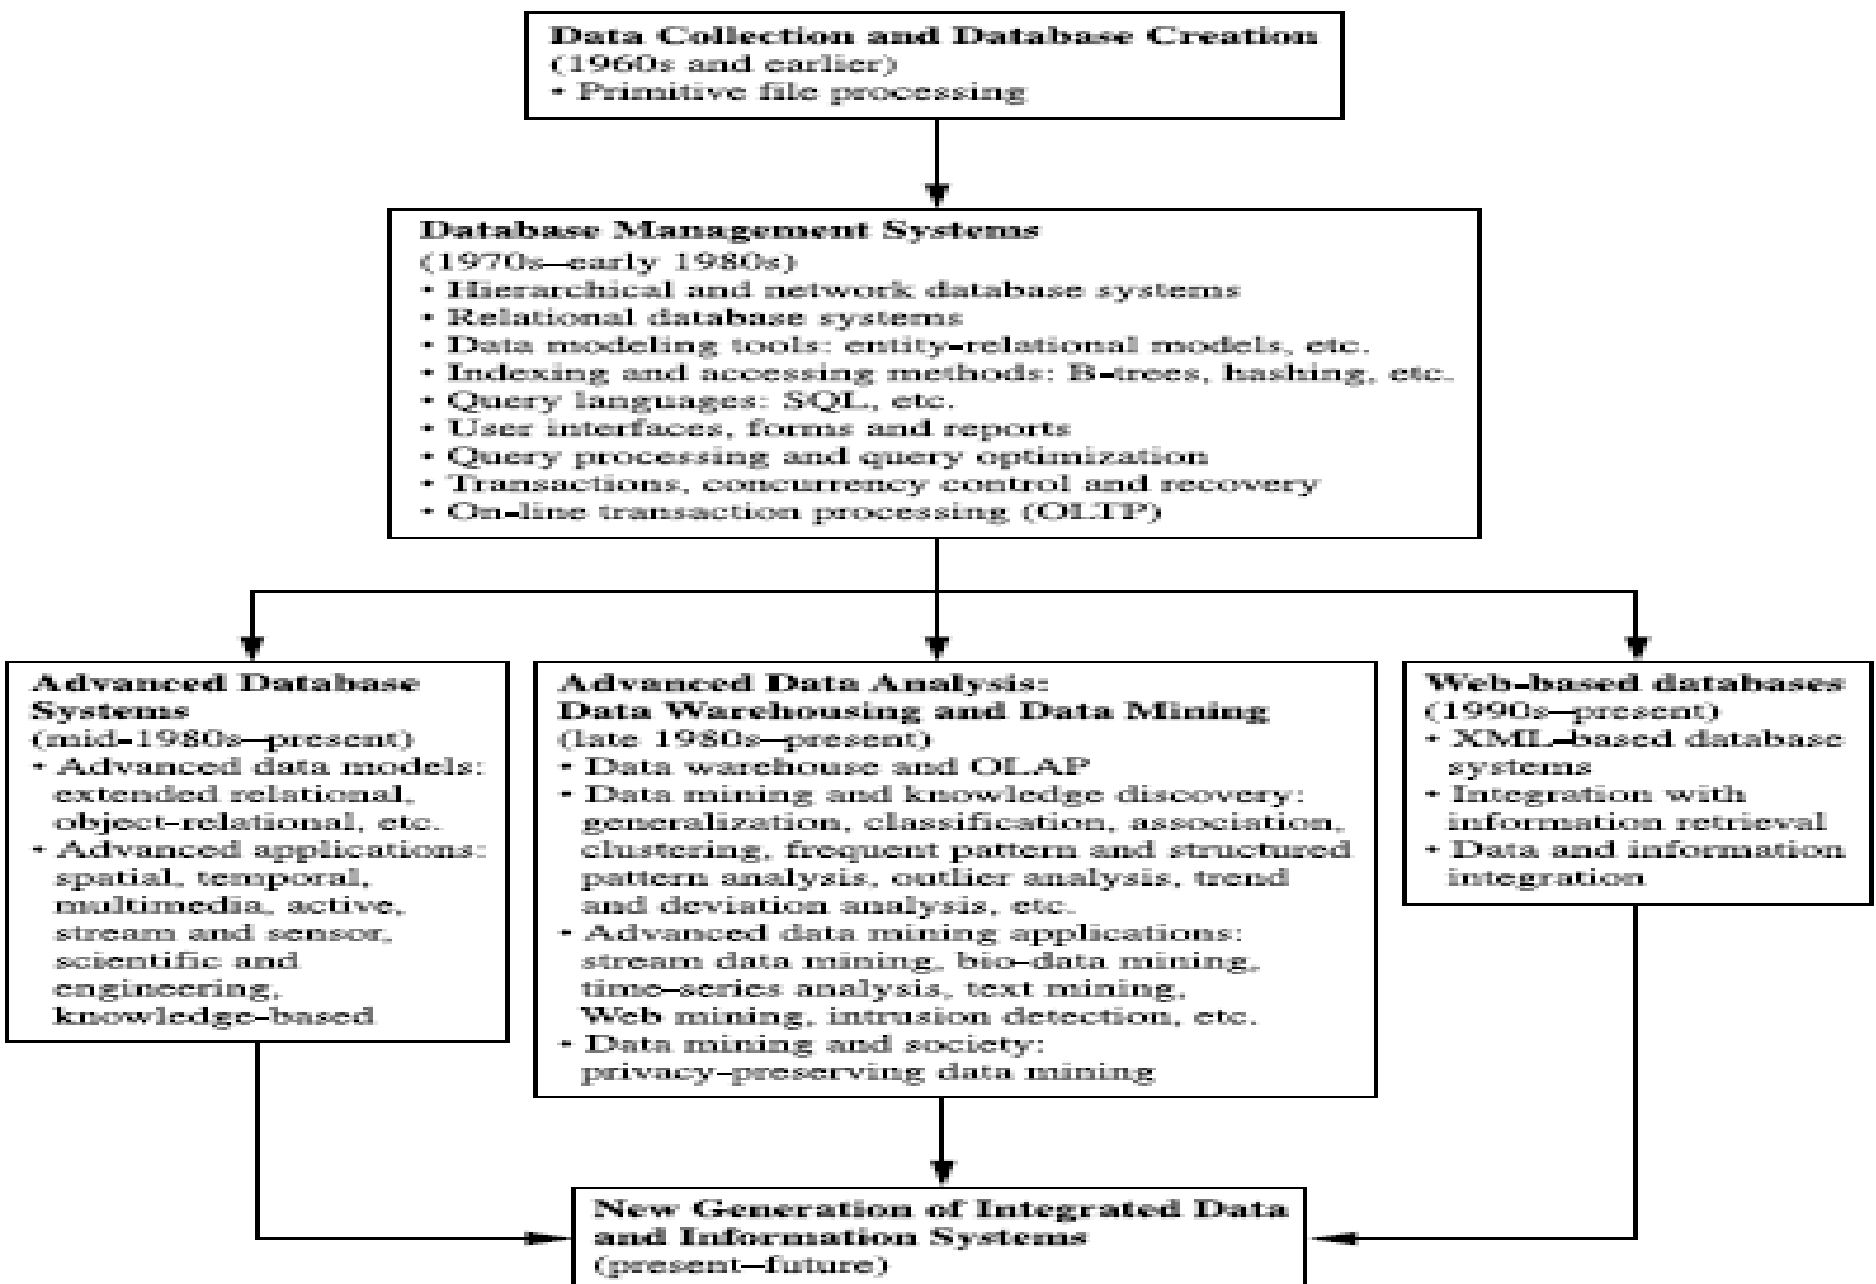 Data Collection and Database Creation
(1960s and earlier)
• Primitive file processing
Database Management Systems
(1970s–early 1980s)
• Hierarchical and network database systems
• Relational database systems
• Data modeling tools: entity-relational models, etc.
• Indexing and accessing methods: B-trees, hashing, etc.
• Query languages: SQL, etc.
• User interfaces, forms and reports
• Query processing and query optimization
• Transactions, concurrency control and recovery
• On-line transaction processing (OLTP)
Advanced Database
Systems
(mid-1980s–present)
• Advanced data models:
extended relational,
object-relational, etc.
• Advanced applications:
spatial, temporal,
multimedia, active,
stream and sensor,
scientific and
engineering,
knowledge-based
Advanced Data Analysis:
Data Warehousing and Data Mining
(late 1980s–present)
• Data warehouse and OLAP
• Data mining and knowledge discovery:
generalization, classification, association,
clustering, frequent pattern and structured
pattern analysis, outlier analysis, trend
and deviation analysis, etc.
• Advanced data mining applications:
stream data mining, bio-data mining,
time-series analysis, text mining,
Web mining, intrusion detection, etc.
• Data mining and society:
privacy-preserving data mining
Web-based databases
(1990s–present)
• XML-based database
systems
• Integration with
information retrieval
• Data and information
integration
New Generation of Integrated Data
and Information Systems
(present–future)